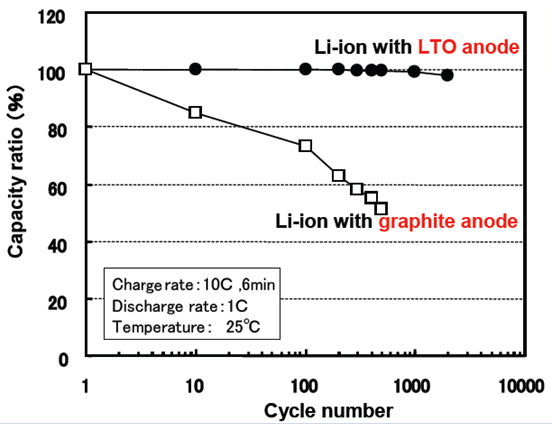 120
Li-ion with LTO anode
100
80
60
Li-ion with graphite anode
40
20
0
Capacity ratio (%)
Charge rate : 10C ,6min
Discharge rate : 1C
Temperature : 25℃
1 10 100 1000 10000
Cycle number